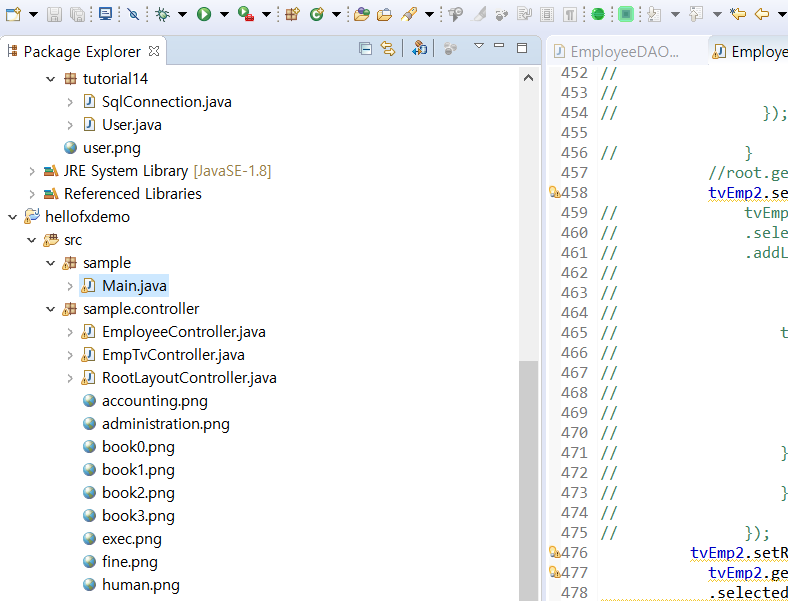 Package Explorer
tutorial14
SqlConnection.java
User.java
user.png
JRE System Library [JavaSE-1.8]
Referenced Libraries
hellofxdemo
src
sample
Main.java
sample.controller
EmployeeController.java
EmpTvController.java
RootLayoutController.java
accounting.png
administration.png
book0.png
book1.png
book2.png
book3.png
exec.png
fine.png
human.png
EmployeeDAO... Employe
452 //
453 //
454 // });
455
456 // }
457 //root.ge
458 tvEmp2.se
459 // tvEmp
460 // .sele
461 // .addL
462 //
463 //
464 //
465 // t
466 //
467 //
468 //
469 //
470 //
471 // }
472 //
473 // }
474 //
475 // });
476 tvEmp2.setR
477 tvEmp2.ge
478 .selected